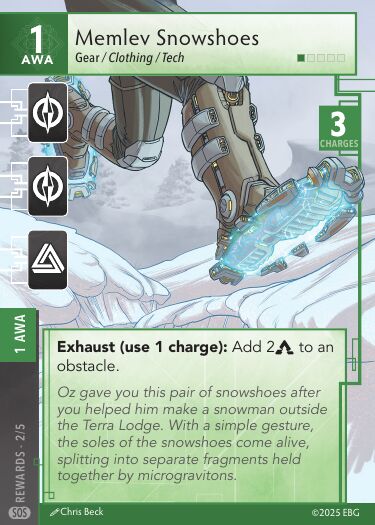 1
AWA
Memlev Snowshoes
Gear / Clothing / Tech
3
CHARGES
1 AWA
Exhaust (use 1 charge): Add 2 to an
obstacle.
Oz gave you this pair of snowshoes after
you helped him make a snowman outside
the Terra Lodge. With a simple gesture,
the soles of the snowshoes come alive,
splitting into separate fragments held
together by microgravitons.
REWARDS - 2/5
SOS
Chris Beck
©2025 EBG